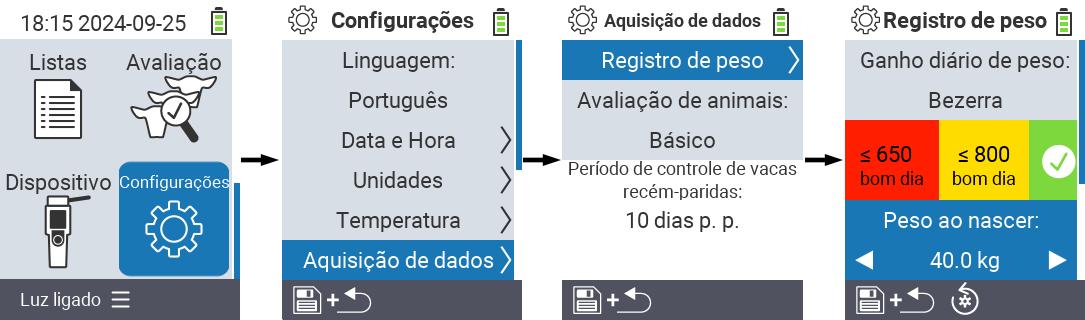 18:15 2024-09-25
Listas
Avaliação
Dispositivo
Configurações
Luz ligado
Configurações
Linguagem:
Português
Data e Hora
Unidades
Temperatura
Aquisição de dados
+
Aquisição de dados
Registro de peso
Avaliação de animais:
Básico
Período de controle de vacas
recém-paridas:
10 dias p. p.
+
Registro de peso
Ganho diário de peso:
Bezerra
≤ 650
bom dia
≤ 800
bom dia
Peso ao nascer:
40.0 kg
+